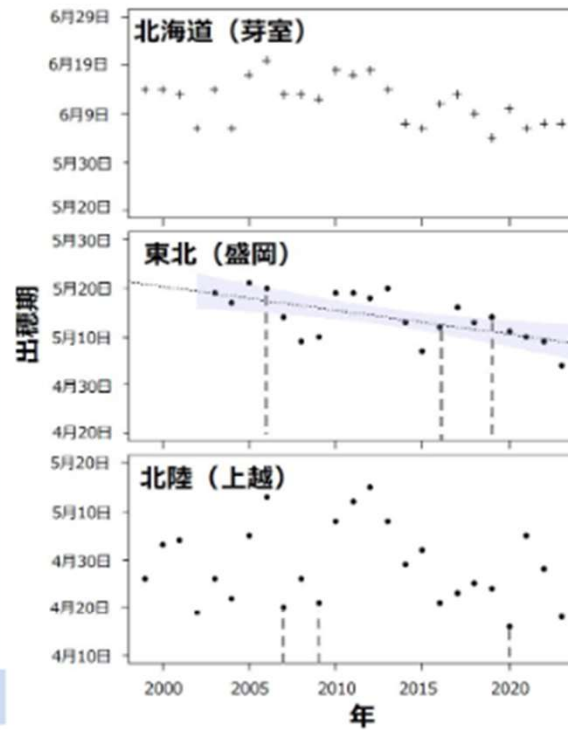 北海道（芽室）
6月29日
6月19日
6月9日
5月30日
5月20日
東北（盛岡）
5月30日
5月20日
5月10日
4月30日
4月20日
北陸（上越）
5月20日
5月10日
4月30日
4月20日
4月10日
出穂期
2000 2005 2010 2015 2020
年